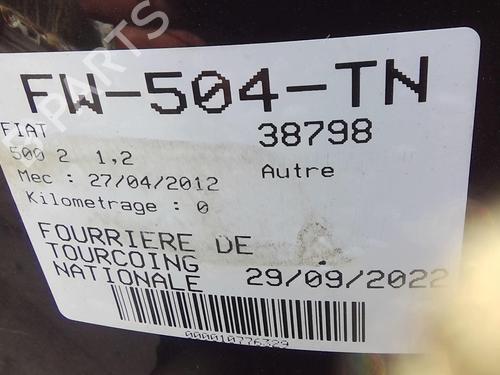 FW-504-TN
FIAT 38798
500 2 1,2 Autre
Mec : 27/04/2012
Kilometrage : 0
FOURRIERE DE
TOURCOING
NATIONALE 29/09/2022
000010776329